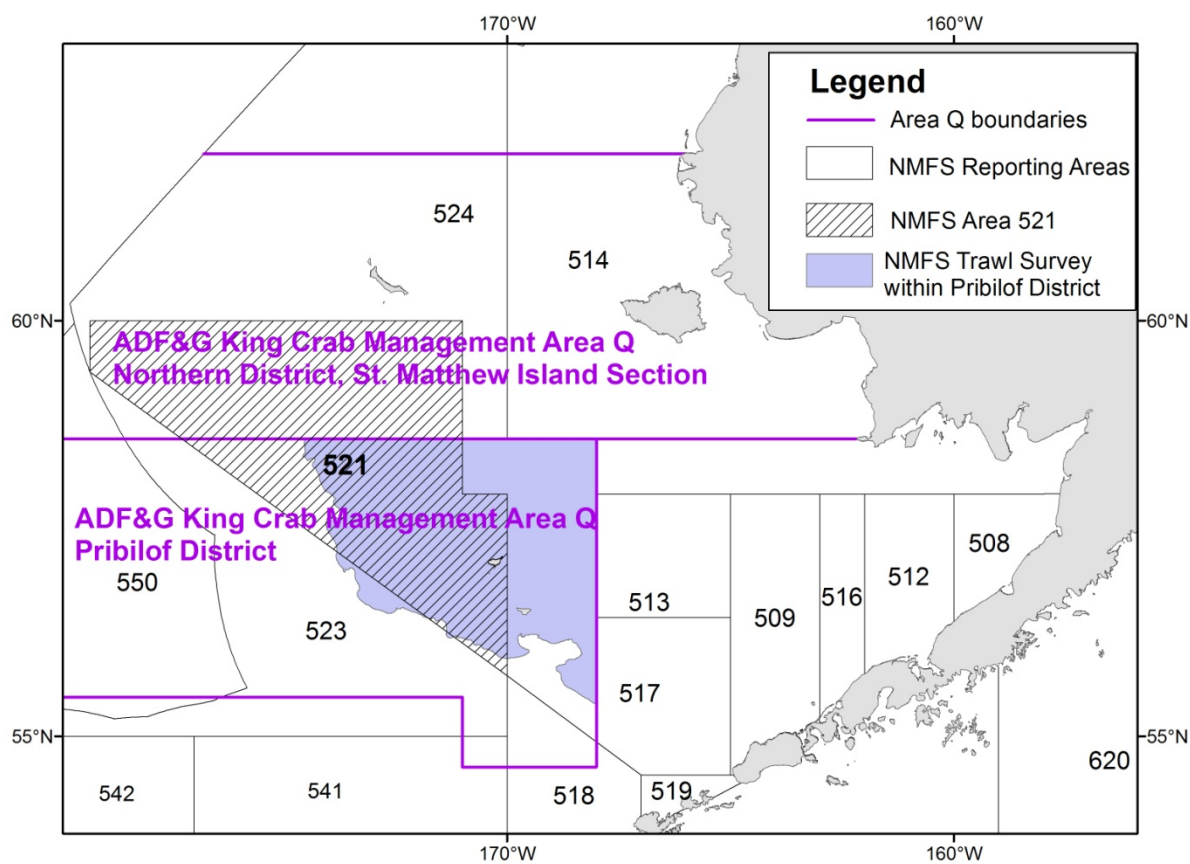 170°W
160°W
Legend
Area Q boundaries
NMFS Reporting Areas
NMFS Area 521
NMFS Trawl Survey
within Pribilof District
524
514
60°N
60°N
ADF&G King Crab Management Area Q
Northern District, St. Matthew Island Section
521
ADF&G King Crab Management Area Q
Pribilof District
550
523
513
517
509
516
512
508
55°N
55°N
542
541
518
519
620
170°W
160°W